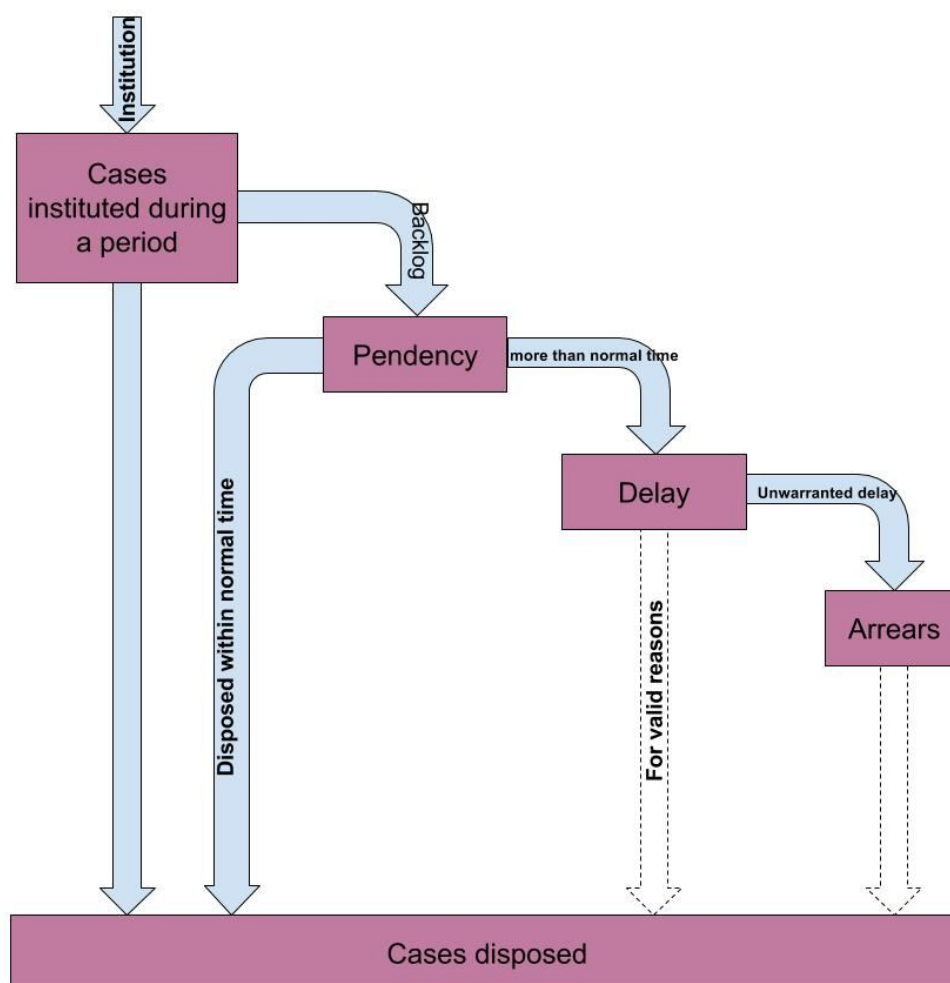 Institution
Cases
instituted during
a period
Backlog
Pendency
more than normal time
Disposed within normal time
Delay
Unwarranted delay
For valid reasons
Arrears
Cases disposed